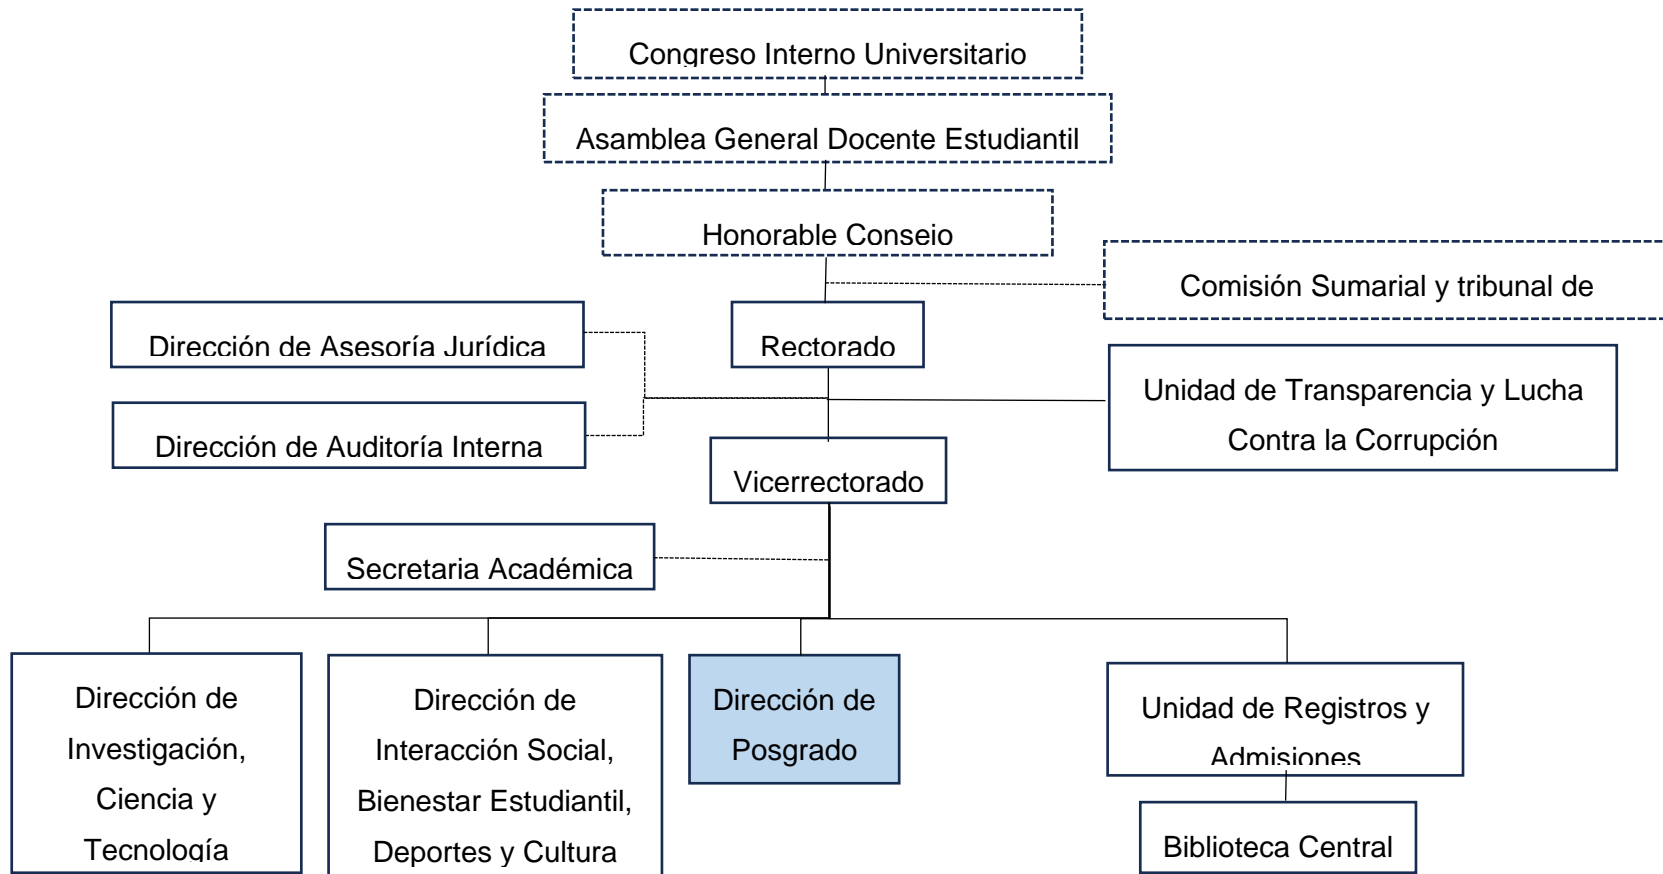 Congreso Interno Universitario
Asamblea General Docente Estudiantil
Honorable Consejo
Comisión Sumarial y tribunal de
Dirección de Asesoría Jurídica
Rectorado
Unidad de Transparencia y Lucha
Contra la Corrupción
Dirección de Auditoría Interna
Vicerrectorado
Secretaria Académica
Dirección de
Investigación,
Ciencia y
Tecnología
Dirección de
Interacción Social,
Bienestar Estudiantil,
Deportes y Cultura
Dirección de
Posgrado
Unidad de Registros y
Admisiones
Biblioteca Central